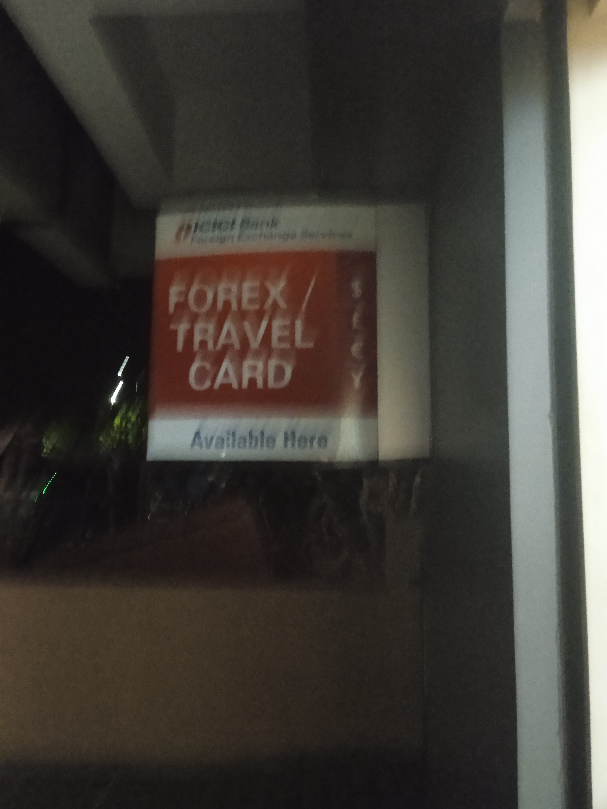 ICICI Bank
Foreign Exchange Services
FOREX /
TRAVEL
CARD
$
£
€
¥
Available Here